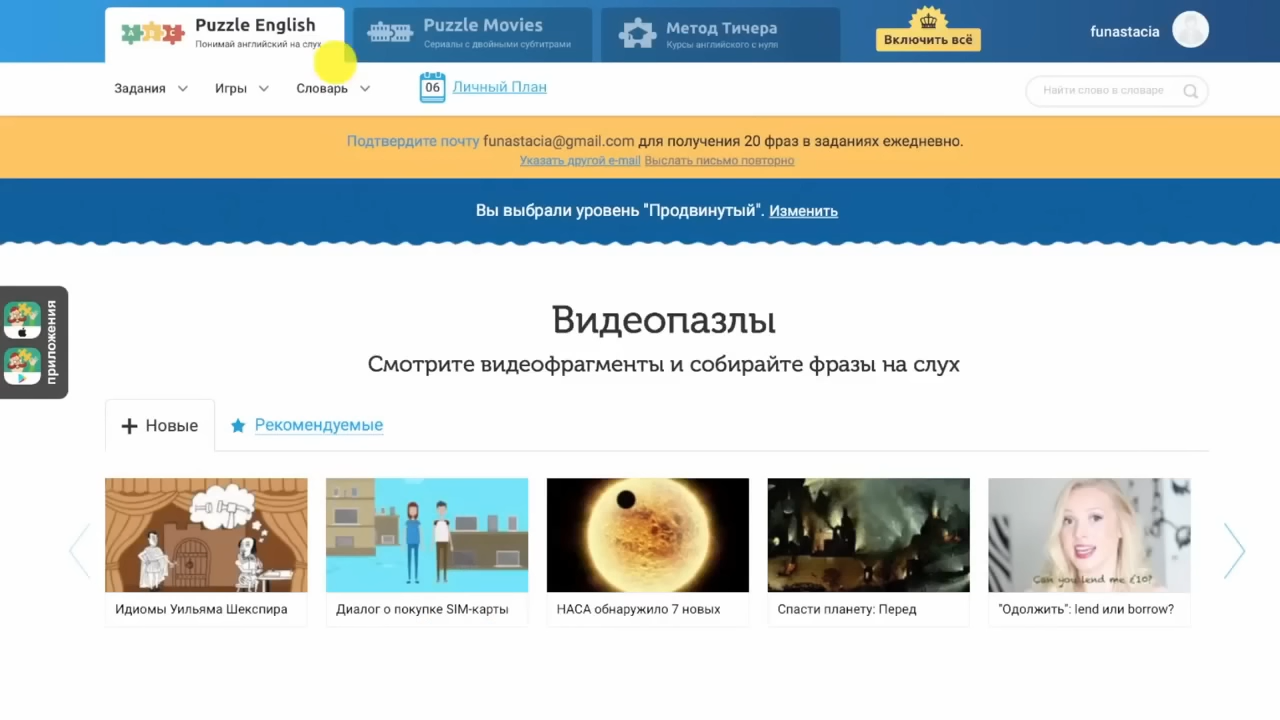 Puzzle English
Понимай английский на слух
Puzzle Movies
Сериалы с двойными субтитрами
Метод Тичера
Курсы английского с нуля
Включить всё
funastacia
Задания
Игры
Словарь
06
Личный План
Найти слово в словаре
Подтвердите почту funastacia@gmail.com для получения 20 фраз в заданиях ежедневно.
Указать другой e-mail Выслать письмо повторно
Вы выбрали уровень "Продвинутый". Изменить
приложения
Видеопазлы
Смотрите видеофрагменты и собирайте фразы на слух
Новые
Рекомендуемые
Can you lend me £10?
Идиомы Уильяма Шекспира
Диалог о покупке SIM-карты
НАСА обнаружило 7 новых
Спасти планету: Перед
"Одолжить": lend или borrow?